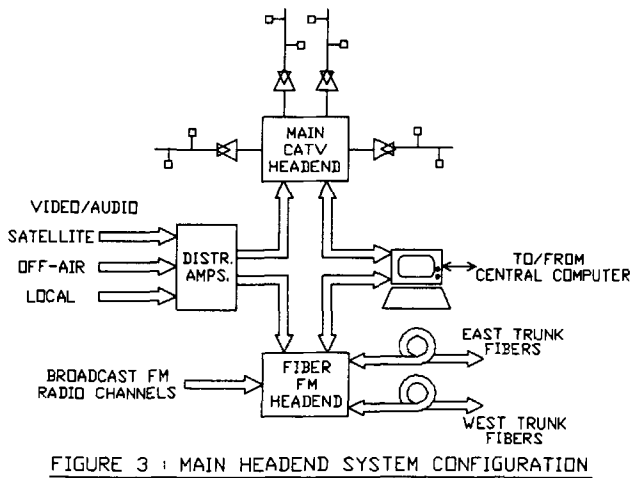 MAIN
CATV
HEADEND
VIDEO/AUDIO
SATELLITE
OFF-AIR
LOCAL
DISTR.
AMPS.
TO/FROM
CENTRAL COMPUTER
BROADCAST FM
RADIO CHANNELS
FIBER
FM
HEADEND
EAST TRUNK
FIBERS
WEST TRUNK
FIBERS
FIGURE 3 : MAIN HEADEND SYSTEM CONFIGURATION